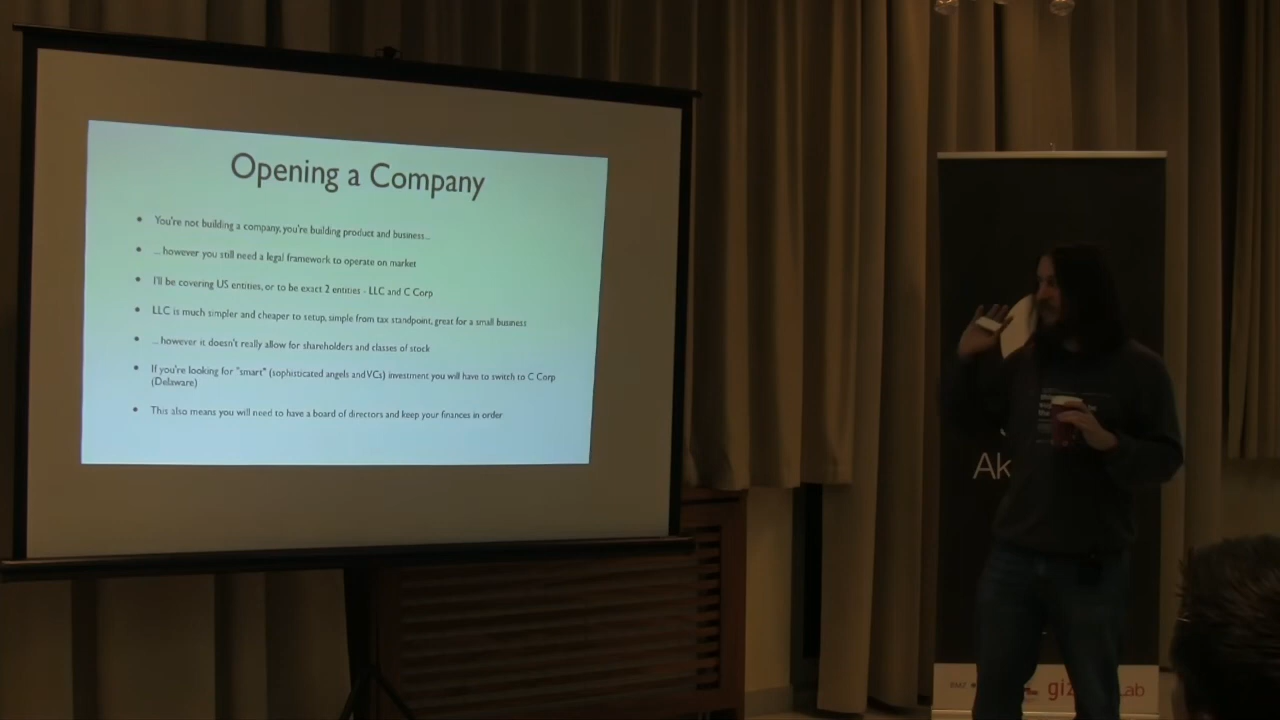 Opening a Company
• You're not building a company, you're building product and business...
• ... however you still need a legal framework to operate on market
• I'll be covering US entities, or to be exact 2 entities - LLC and C Corp
• LLC is much simpler and cheaper to setup, simple from tax standpoint, great for a small business
• ... however it doesn't really allow for shareholders and classes of stock
• If you're looking for "smart" (sophisticated angels and VCs) investment you will have to switch to C Corp
(Delaware)
• This also means you will need to have a board of directors and keep your finances in order
Ak
giz
ab